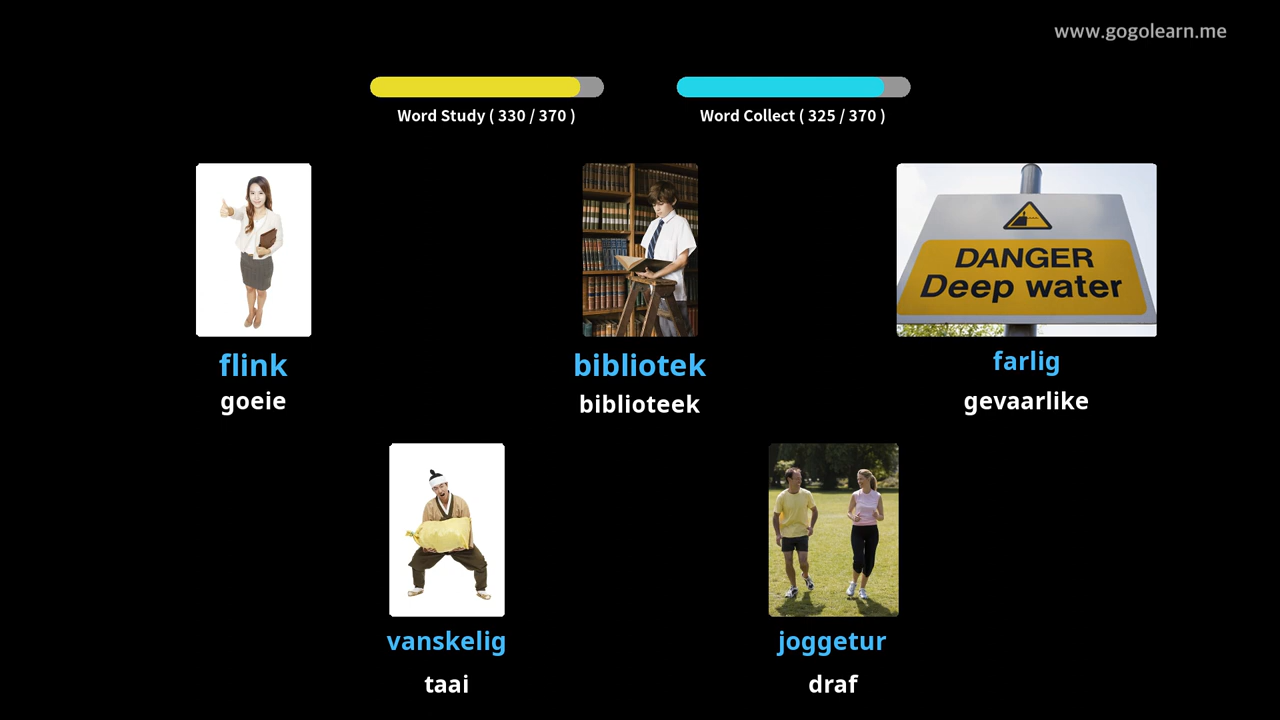 www.gogolearn.me
Word Study ( 330 / 370 )
Word Collect ( 325 / 370 )
DANGER
Deep water
flink
goeie
bibliotek
biblioteek
farlig
gevaarlike
vanskelig
taai
joggetur
draf